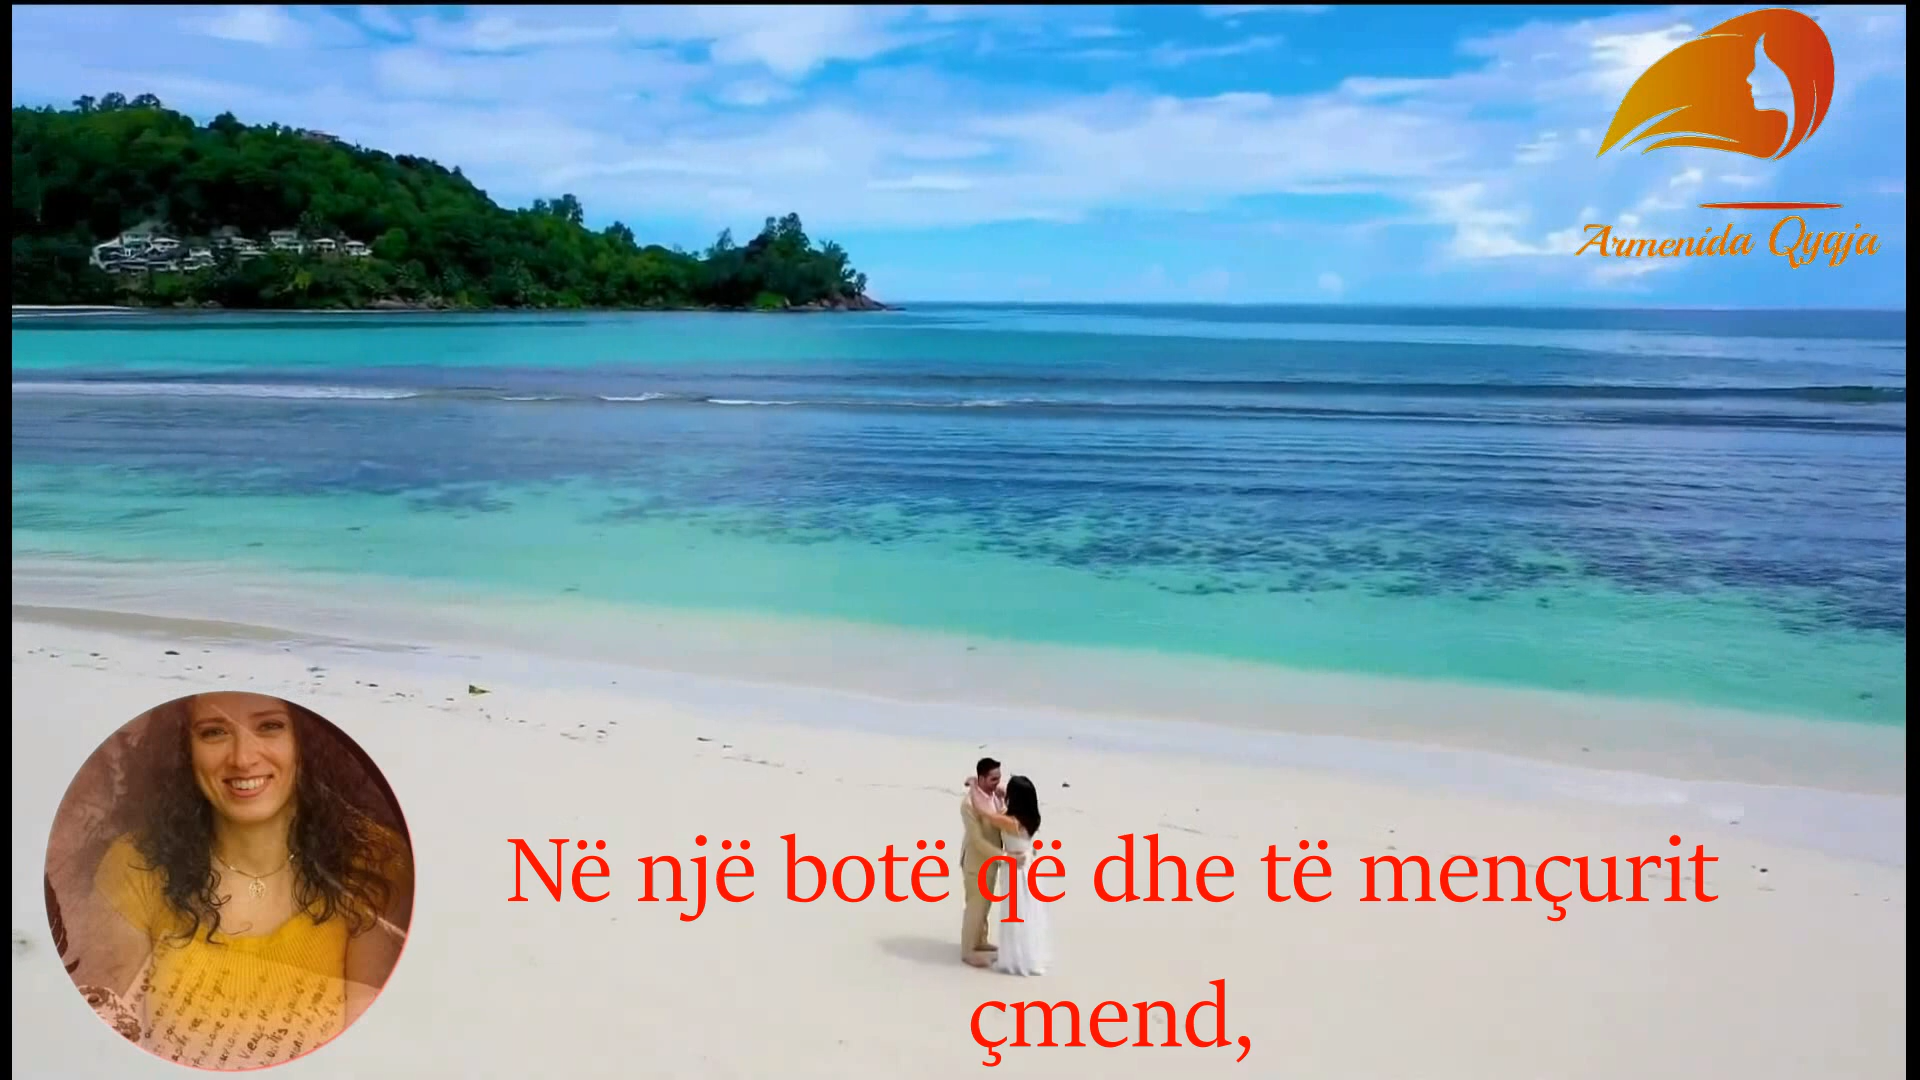 Armenida Qyqja
Në një botë që dhe të mençurit
çmend,